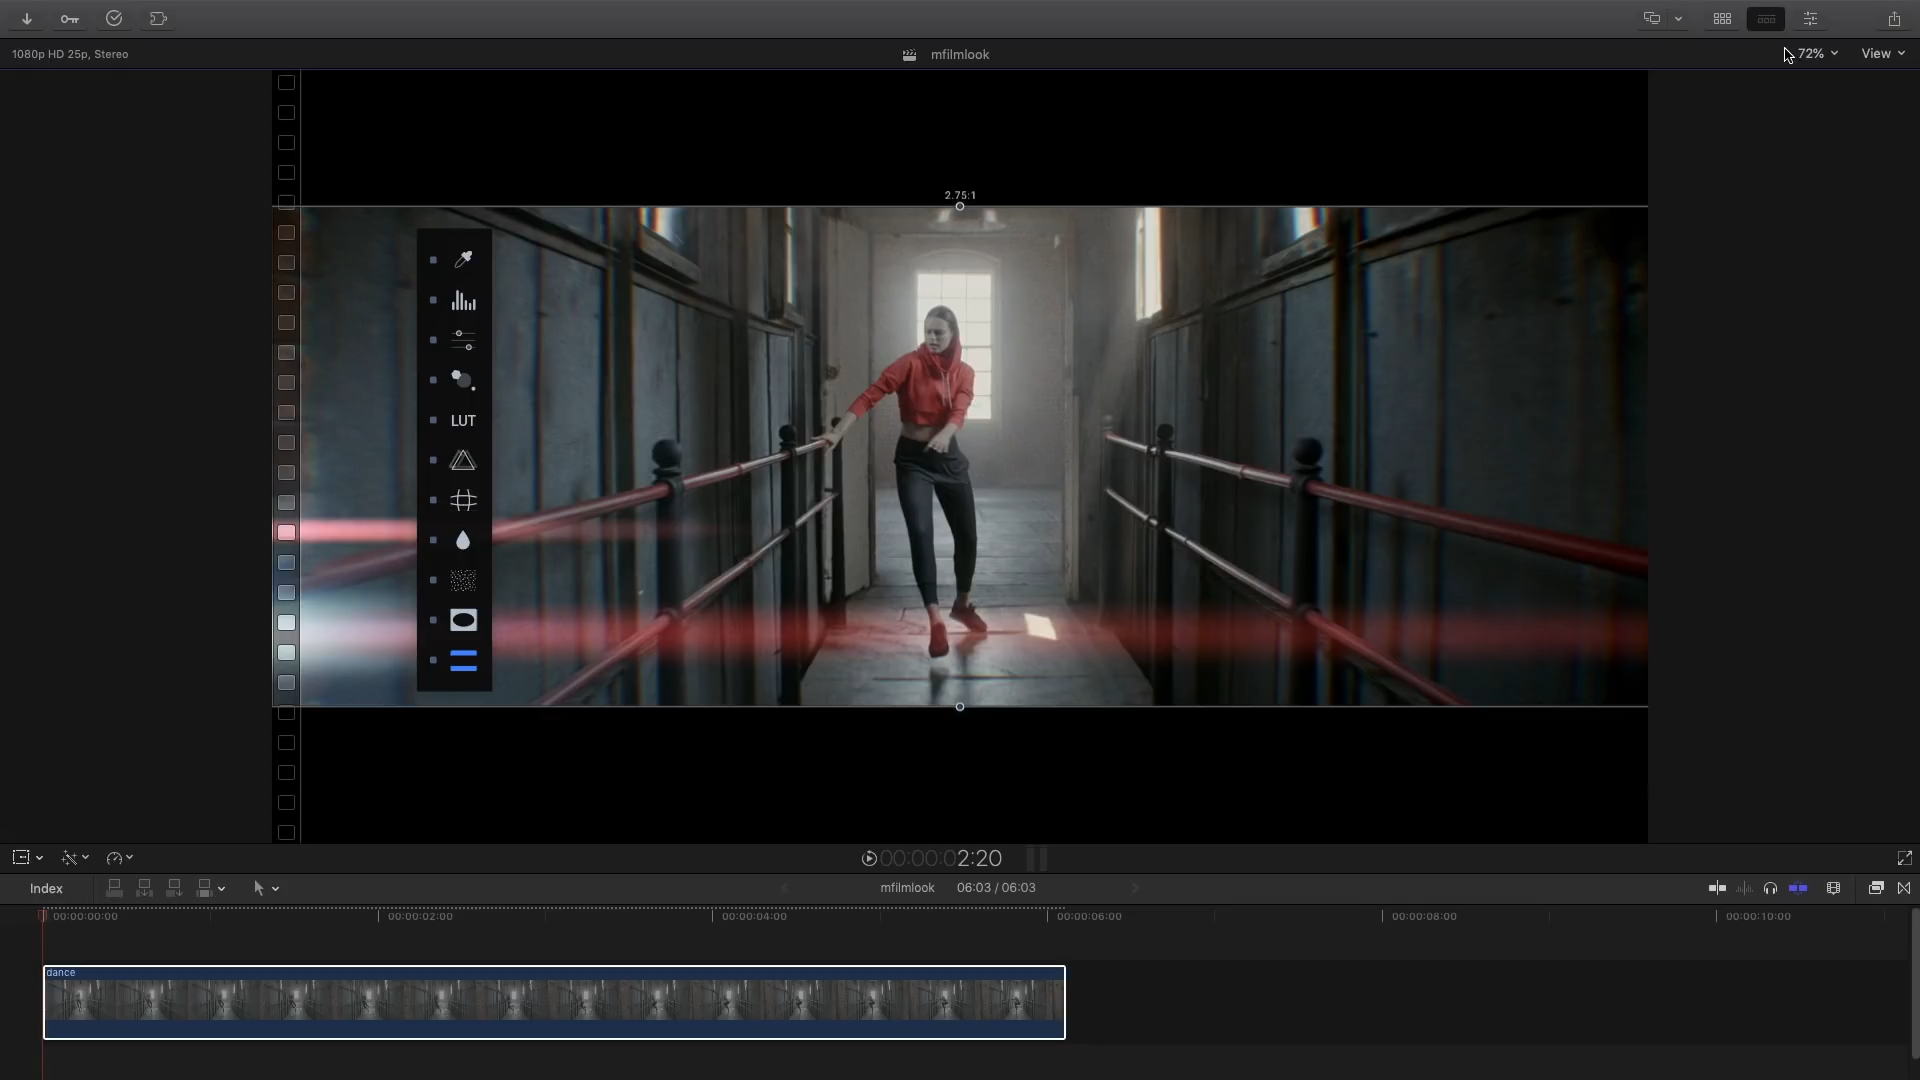 1080p HD 25p, Stereo
mfilmlook
72%
View
2.75:1
LUT
00:00:00:02:20
Index
mfilmlook
06:03 / 06:03
00:00:00:00
00:00:02:00
00:00:04:00
00:00:06:00
00:00:08:00
00:00:10:00
dance